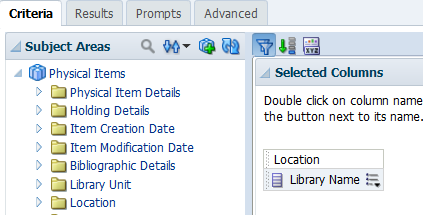 Criteria Results Prompts Advanced
Subject Areas
Physical Items
Physical Item Details
Holding Details
Item Creation Date
Item Modification Date
Bibliographic Details
Library Unit
Location
XYZ
Selected Columns
Double click on column name
the button next to its name.
Location
Library Name